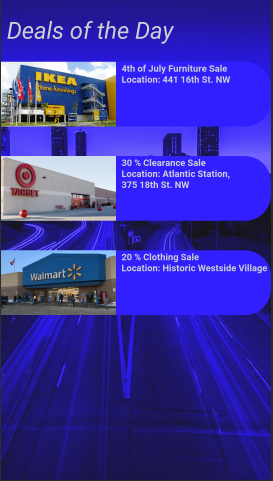 Deals of the Day
IKEA
Home furnishings
4th of July Furniture Sale
Location: 441 16th St. NW
TARGET
30 % Clearance Sale
Location: Atlantic Station,
375 18th St. NW
Walmart
20 % Clothing Sale
Location: Historic Westside Village